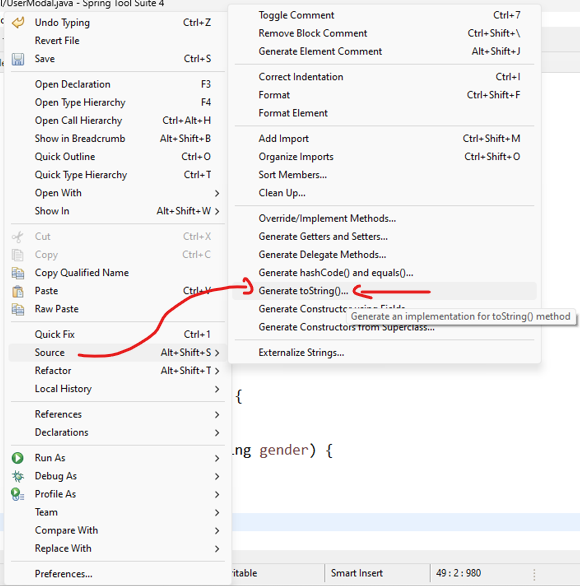 l/UserModal.java - Spring Tool Suite 4
Undo Typing Ctrl+Z
Revert File
Save Ctrl+S
Open Declaration F3
Open Type Hierarchy F4
Open Call Hierarchy Ctrl+Alt+H
Show in Breadcrumb Alt+Shift+B
Quick Outline Ctrl+O
Quick Type Hierarchy Ctrl+T
Open With >
Show In Alt+Shift+W >
Cut Ctrl+X
Copy Ctrl+C
Copy Qualified Name
Paste Ctrl+V
Raw Paste
Quick Fix Ctrl+1
Source Alt+Shift+S >
Refactor Alt+Shift+T >
Local History >
References >
Declarations >
Run As >
Debug As >
Profile As >
Team >
Compare With >
Replace With >
Preferences...
Toggle Comment Ctrl+7
Remove Block Comment Ctrl+Shift+\
Generate Element Comment Alt+Shift+J
Correct Indentation Ctrl+I
Format Ctrl+Shift+F
Format Element
Add Import Ctrl+Shift+M
Organize Imports Ctrl+Shift+O
Sort Members...
Clean Up...
Override/Implement Methods...
Generate Getters and Setters...
Generate Delegate Methods...
Generate hashCode() and equals()...
Generate toString()...
Generate an implementation for toString() method
Generate Constructor using Fields
Generate Constructors from Superclass...
Externalize Strings...
{
ng gender) {
ritable Smart Insert 49 : 2 : 980